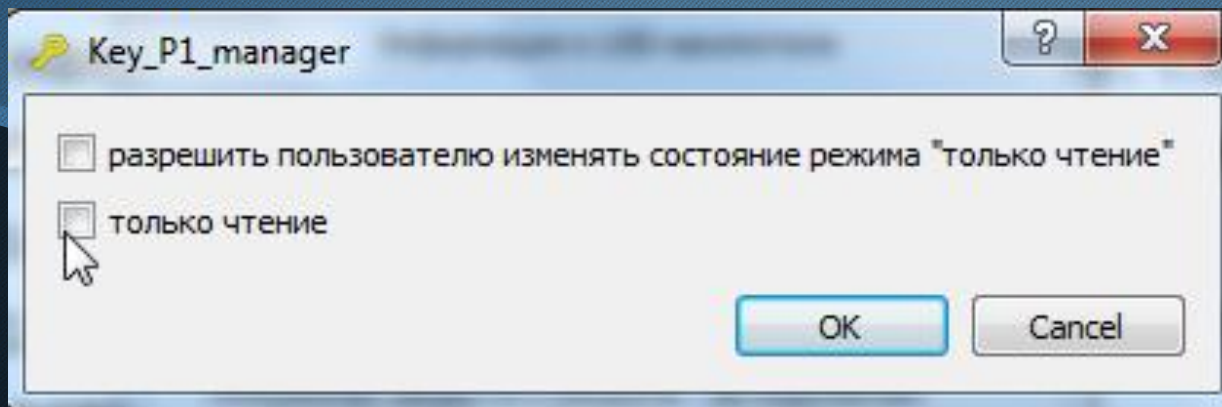 Key_P1_manager
разрешить пользователю изменять состояние режима "только чтение"
только чтение
OK
Cancel